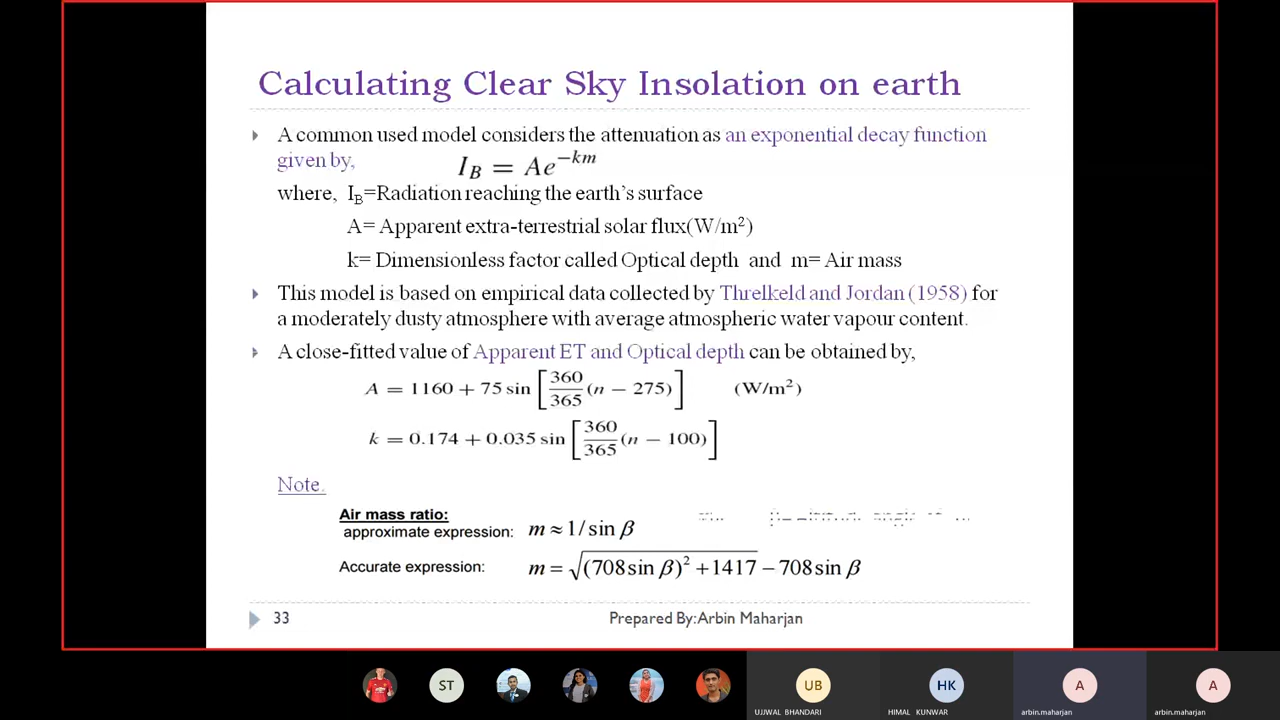 Calculating Clear Sky Insolation on earth
A common used model considers the attenuation as an exponential decay function
given by, I_B = Ae^{-km}
where, I_B=Radiation reaching the earth's surface
A= Apparent extra-terrestrial solar flux(W/m²)
k= Dimensionless factor called Optical depth and m= Air mass
This model is based on empirical data collected by Threlkeld and Jordan (1958) for
a moderately dusty atmosphere with average atmospheric water vapour content.
A close-fitted value of Apparent ET and Optical depth can be obtained by,
A = 1160 + 75 sin [360/365 (n − 275)] (W/m²)
k = 0.174 + 0.035 sin [360/365 (n − 100)]
Note.
Air mass ratio:
approximate expression: m ≈ 1/ sin β
Accurate expression: m = √((708 sin β)² + 1417) − 708 sin β
33 Prepared By:Arbin Maharjan
ST UB HK A A
UJJWAL BHANDARI HIMAL KUNWAR arbin.maharjan arbin.maharjan